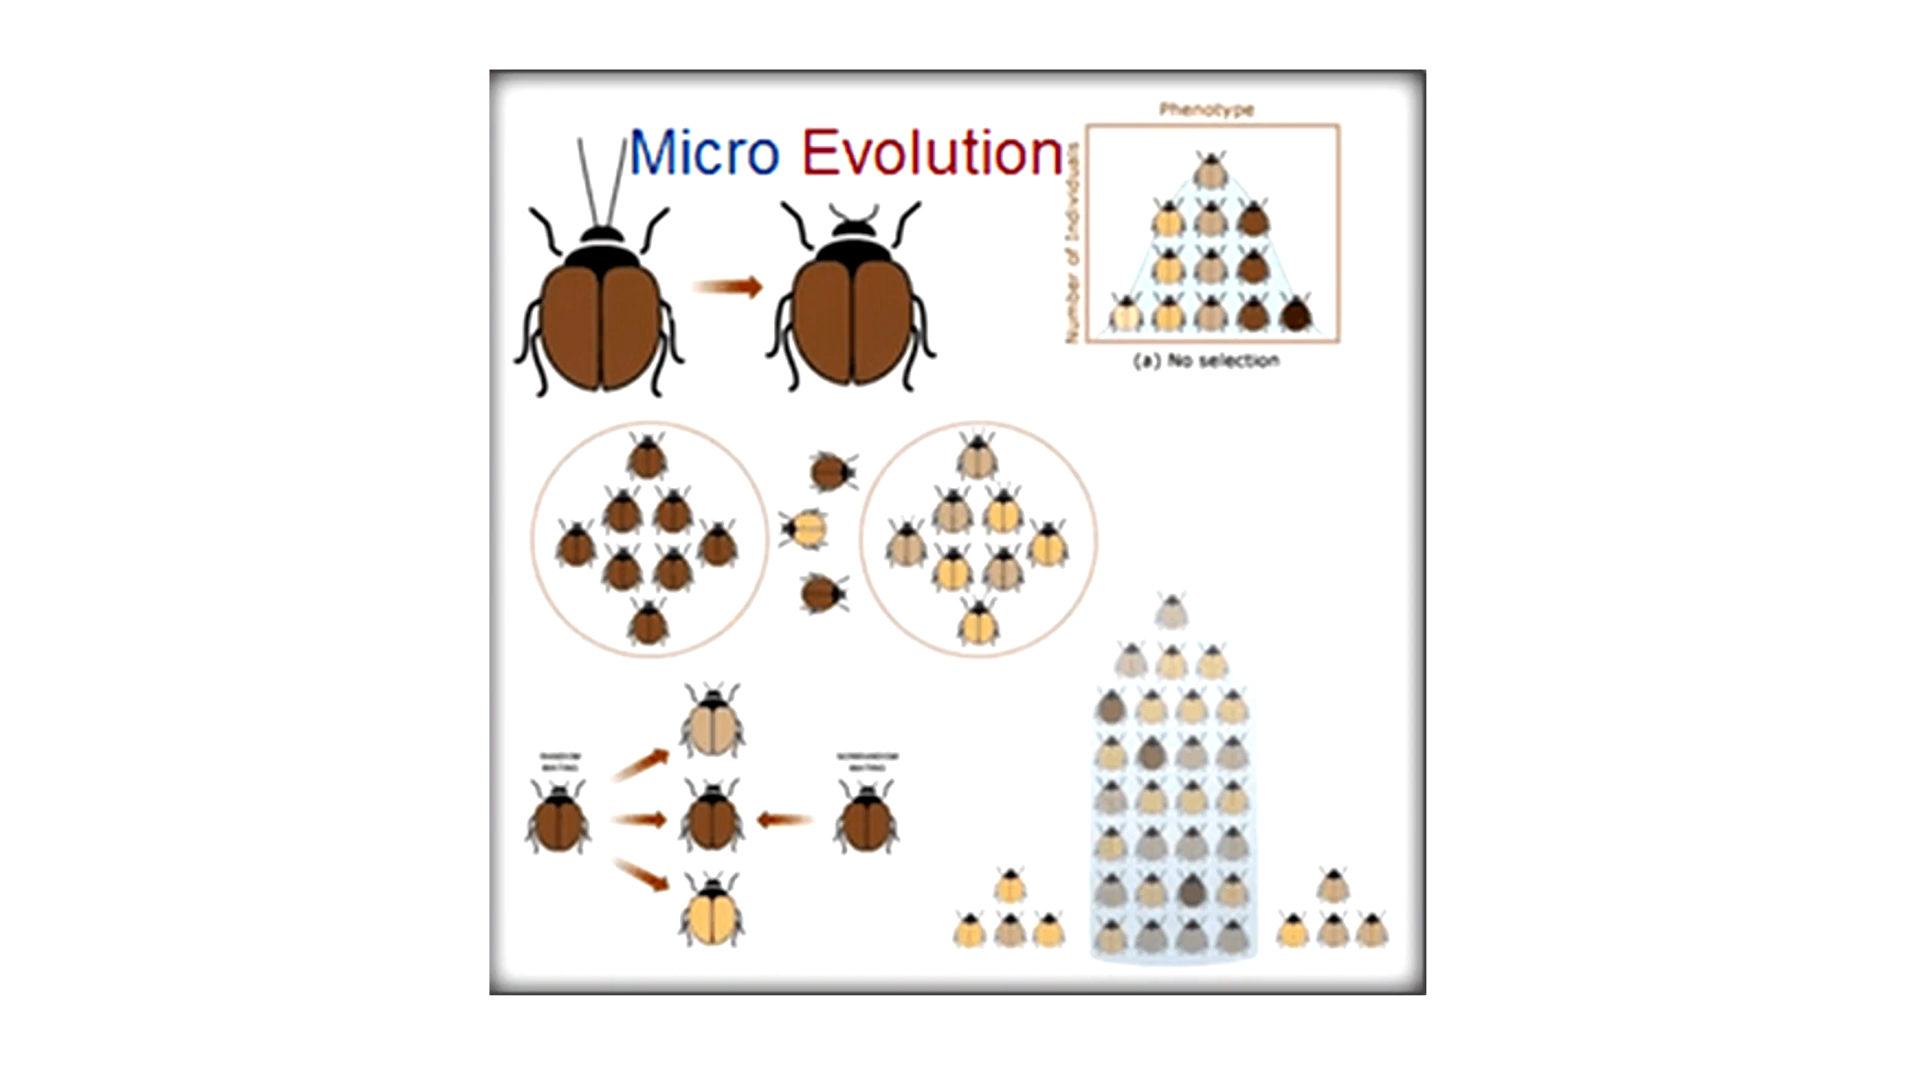 Micro Evolution
Phenotype
Number of Individuals
(a) No selection
RANDOM
MATING
NONRANDOM
MATING